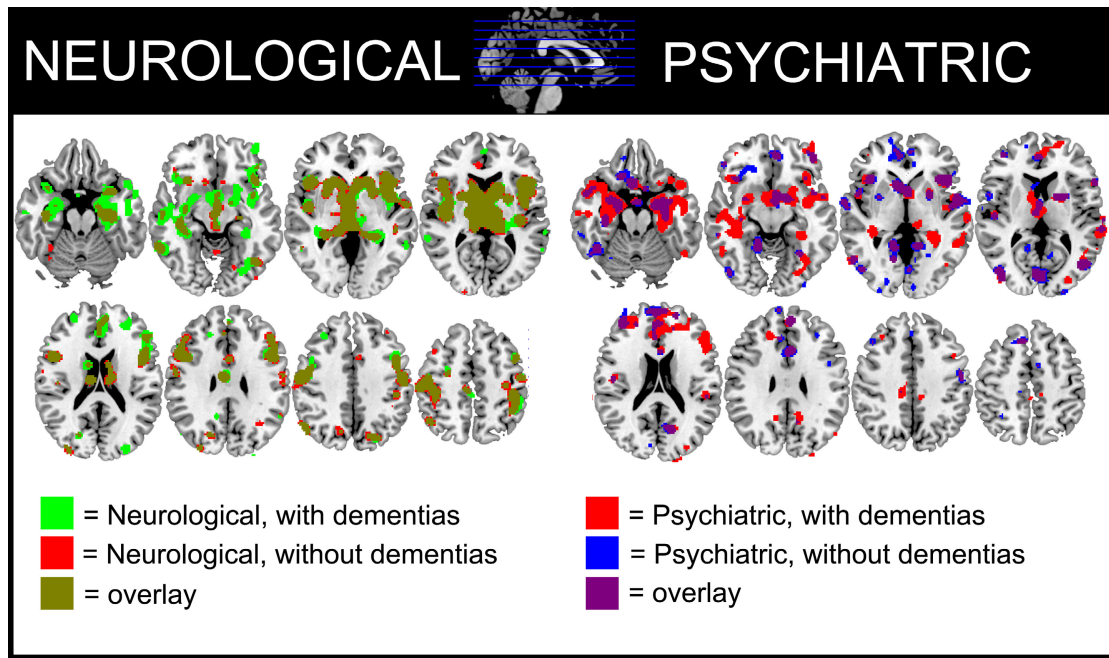 NEUROLOGICAL PSYCHIATRIC
= Neurological, with dementias
= Neurological, without dementias
= overlay
= Psychiatric, with dementias
= Psychiatric, without dementias
= overlay